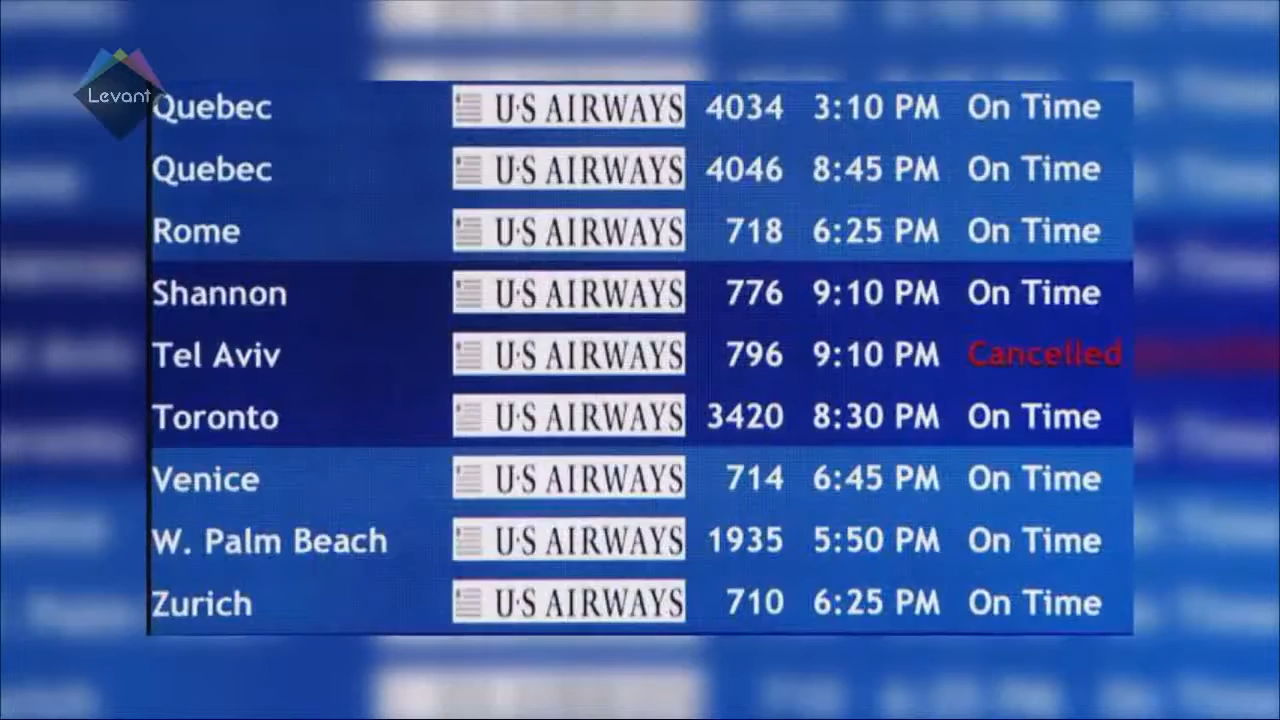 Levant
Quebec U·S AIRWAYS 4034 3:10 PM On Time
Quebec U·S AIRWAYS 4046 8:45 PM On Time
Rome U·S AIRWAYS 718 6:25 PM On Time
Shannon U·S AIRWAYS 776 9:10 PM On Time
Tel Aviv U·S AIRWAYS 796 9:10 PM Cancelled
Toronto U·S AIRWAYS 3420 8:30 PM On Time
Venice U·S AIRWAYS 714 6:45 PM On Time
W. Palm Beach U·S AIRWAYS 1935 5:50 PM On Time
Zurich U·S AIRWAYS 710 6:25 PM On Time